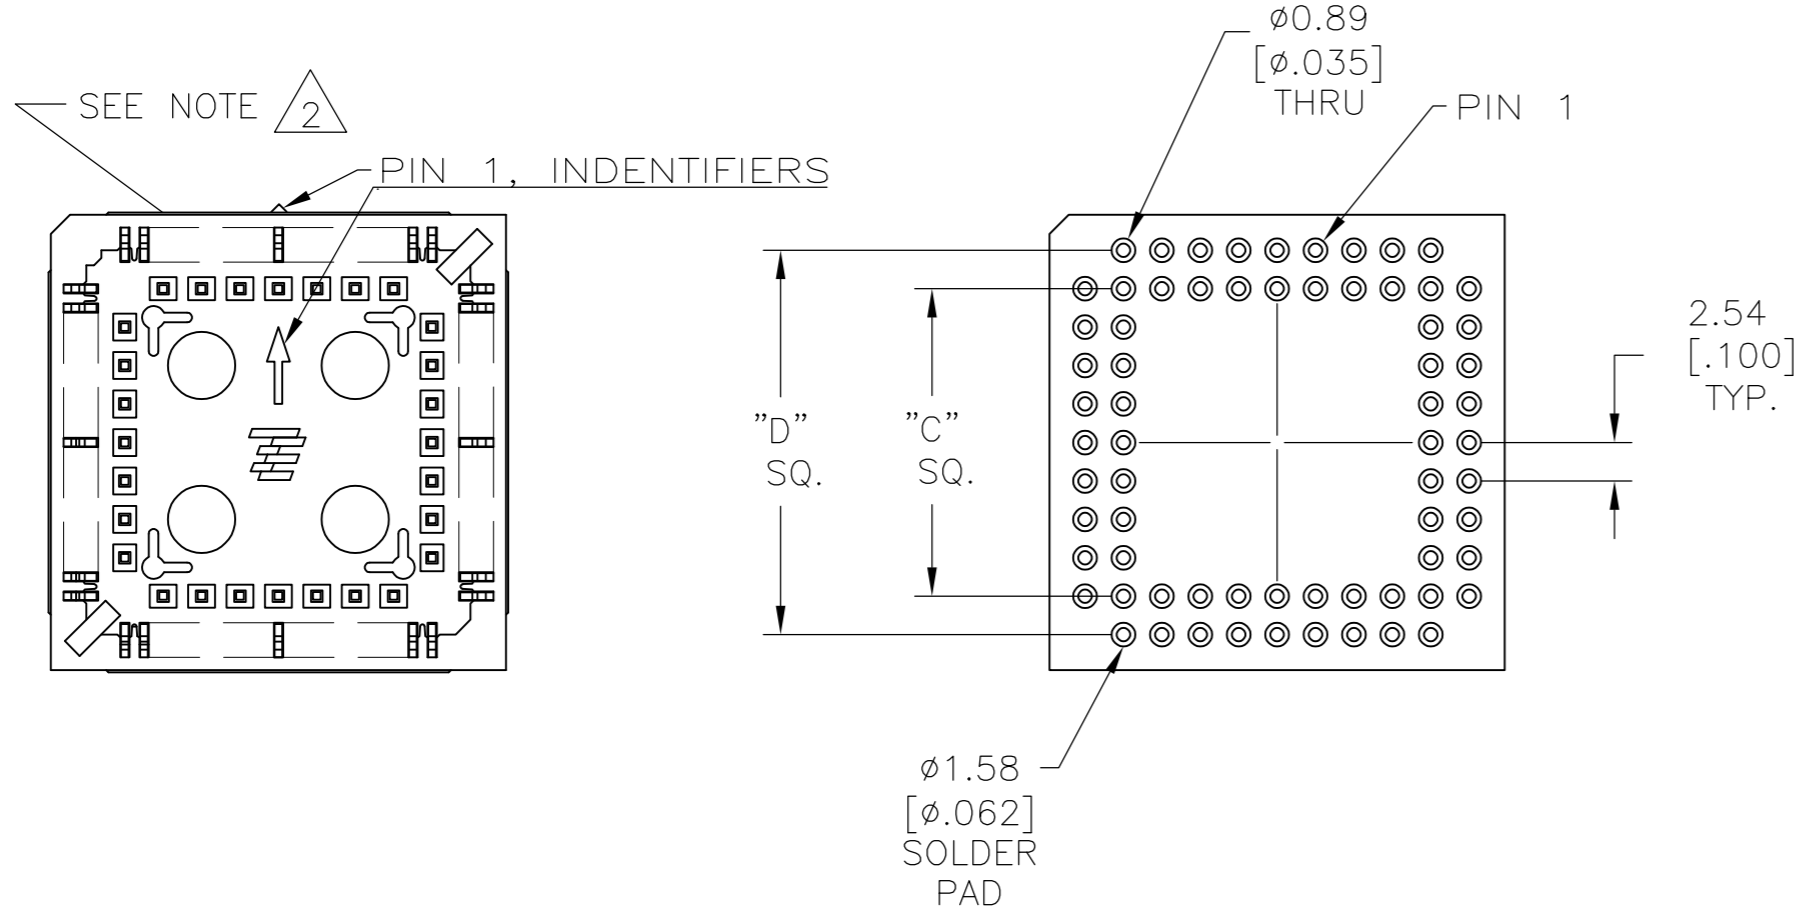 SEE NOTE 2
PIN 1, INDENTIFIERS
ø0.89
[ø.035]
THRU
PIN 1
"D"
SQ.
"C"
SQ.
2.54
[.100]
TYP.
ø1.58
[ø.062]
SOLDER
PAD